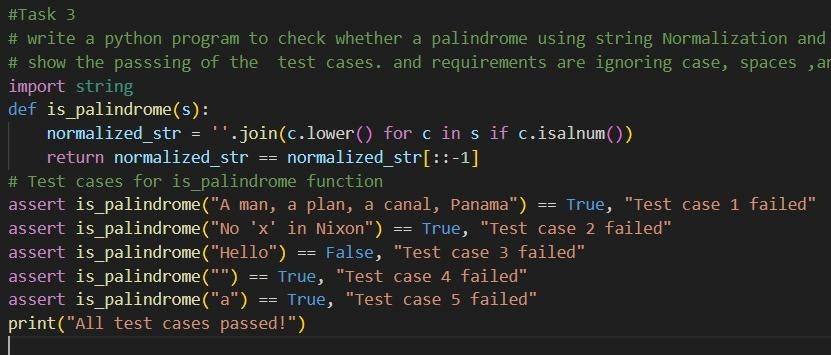 #Task 3
# write a python program to check whether a palindrome using string Normalization and
# show the passsing of the  test cases. and requirements are ignoring case, spaces ,an
import string
def is_palindrome(s):
    normalized_str = ''.join(c.lower() for c in s if c.isalnum())
    return normalized_str == normalized_str[::-1]
# Test cases for is_palindrome function
assert is_palindrome("A man, a plan, a canal, Panama") == True, "Test case 1 failed"
assert is_palindrome("No 'x' in Nixon") == True, "Test case 2 failed"
assert is_palindrome("Hello") == False, "Test case 3 failed"
assert is_palindrome("") == True, "Test case 4 failed"
assert is_palindrome("a") == True, "Test case 5 failed"
print("All test cases passed!")